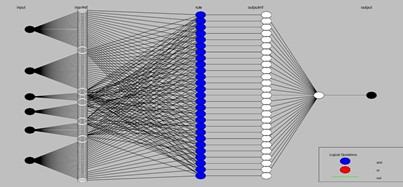 input
inputmf
rule
outputmf
output
Logical Operations
and
or
not